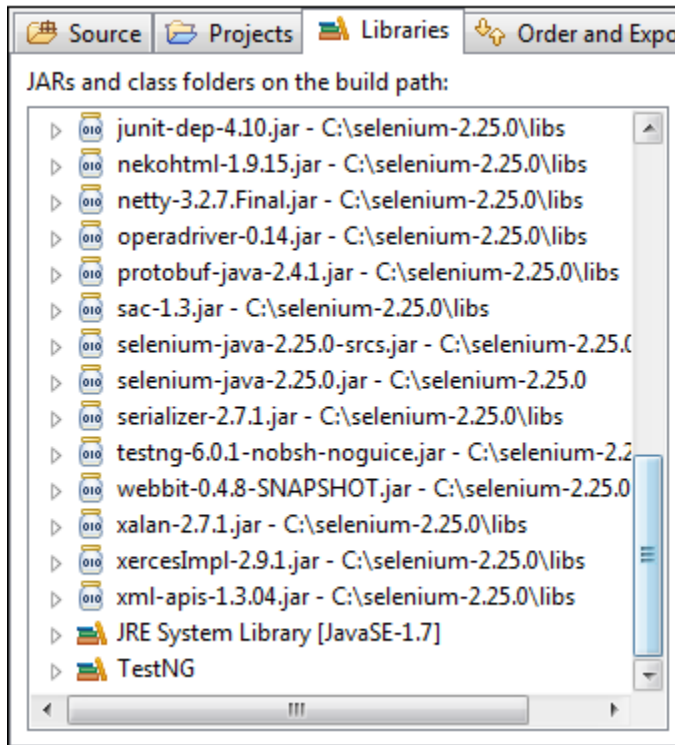 Source Projects Libraries Order and Expo
JARs and class folders on the build path:
junit-dep-4.10.jar - C:\selenium-2.25.0\libs
nekohtml-1.9.15.jar - C:\selenium-2.25.0\libs
netty-3.2.7.Final.jar - C:\selenium-2.25.0\libs
operadriver-0.14.jar - C:\selenium-2.25.0\libs
protobuf-java-2.4.1.jar - C:\selenium-2.25.0\libs
sac-1.3.jar - C:\selenium-2.25.0\libs
selenium-java-2.25.0-srcs.jar - C:\selenium-2.25.0
selenium-java-2.25.0.jar - C:\selenium-2.25.0
serializer-2.7.1.jar - C:\selenium-2.25.0\libs
testng-6.0.1-nobsh-noguice.jar - C:\selenium-2.2
webbit-0.4.8-SNAPSHOT.jar - C:\selenium-2.25.0
xalan-2.7.1.jar - C:\selenium-2.25.0\libs
xercesImpl-2.9.1.jar - C:\selenium-2.25.0\libs
xml-apis-1.3.04.jar - C:\selenium-2.25.0\libs
JRE System Library [JavaSE-1.7]
TestNG